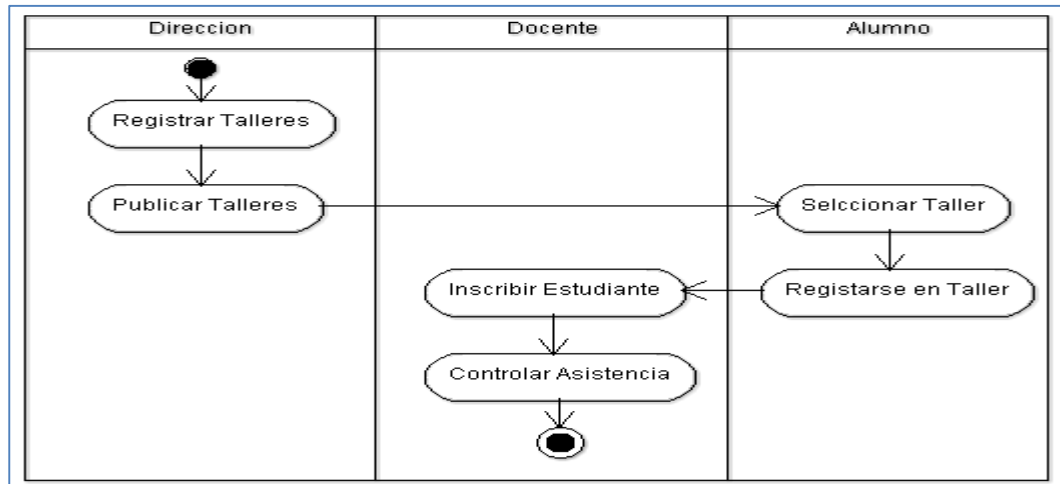 Direccion
Docente
Alumno
Registrar Talleres
Publicar Talleres
Selccionar Taller
Inscribir Estudiante
Registarse en Taller
Controlar Asistencia